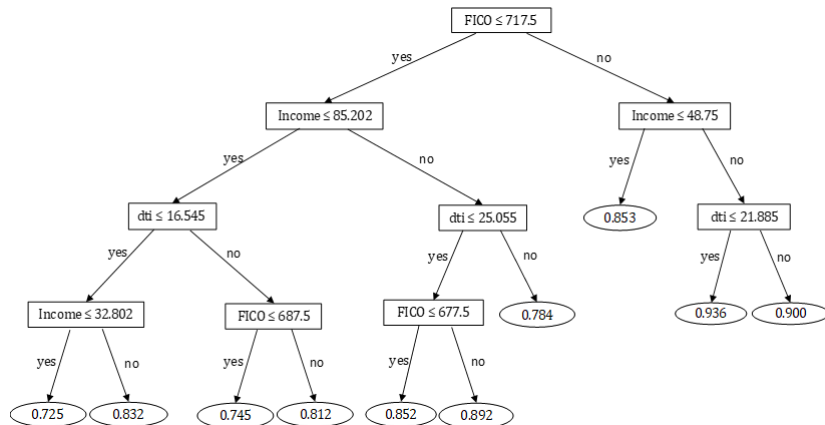 FICO ≤ 717.5
yes
no
Income ≤ 85.202
Income ≤ 48.75
yes
no
yes
no
dti ≤ 16.545
dti ≤ 25.055
0.853
dti ≤ 21.885
yes
no
yes
no
yes
no
Income ≤ 32.802
FICO ≤ 687.5
FICO ≤ 677.5
0.784
0.936
0.900
yes
no
yes
no
yes
no
0.725
0.832
0.745
0.812
0.852
0.892